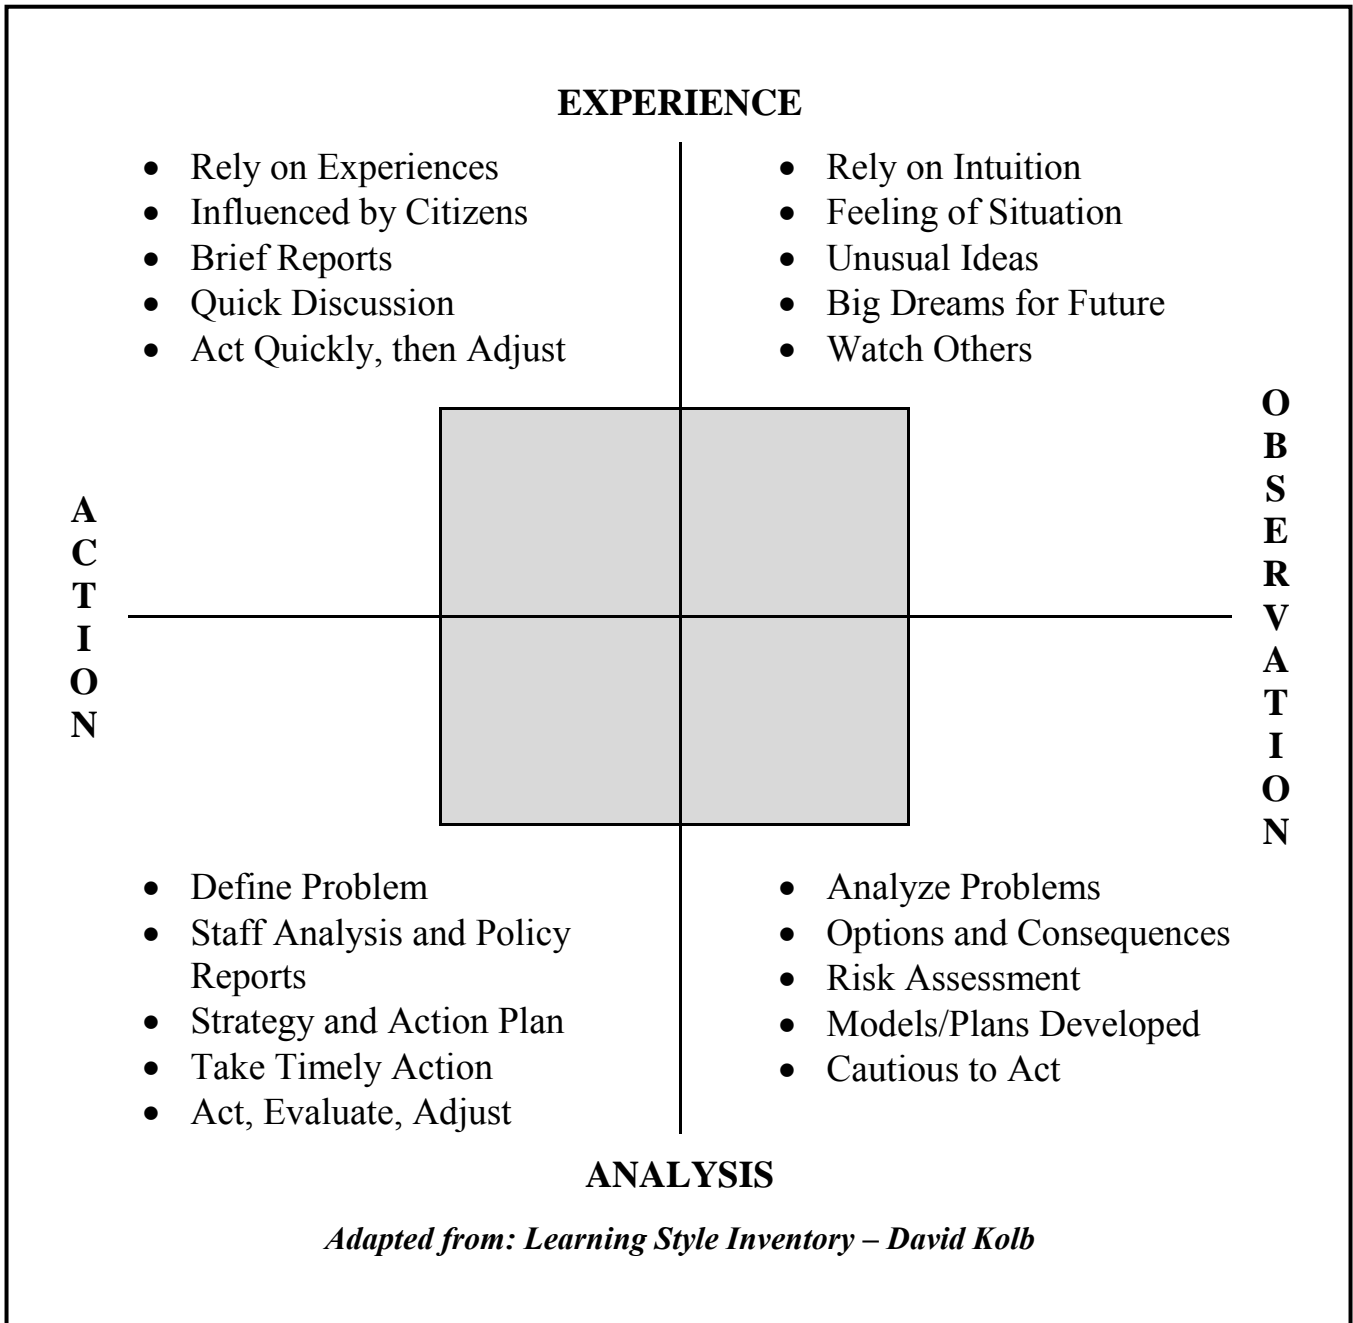 EXPERIENCE
• Rely on Experiences
• Influenced by Citizens
• Brief Reports
• Quick Discussion
• Act Quickly, then Adjust
• Rely on Intuition
• Feeling of Situation
• Unusual Ideas
• Big Dreams for Future
• Watch Others
ACTION
OBSERVATION
• Define Problem
• Staff Analysis and Policy
Reports
• Strategy and Action Plan
• Take Timely Action
• Act, Evaluate, Adjust
• Analyze Problems
• Options and Consequences
• Risk Assessment
• Models/Plans Developed
• Cautious to Act
ANALYSIS
Adapted from: Learning Style Inventory – David Kolb